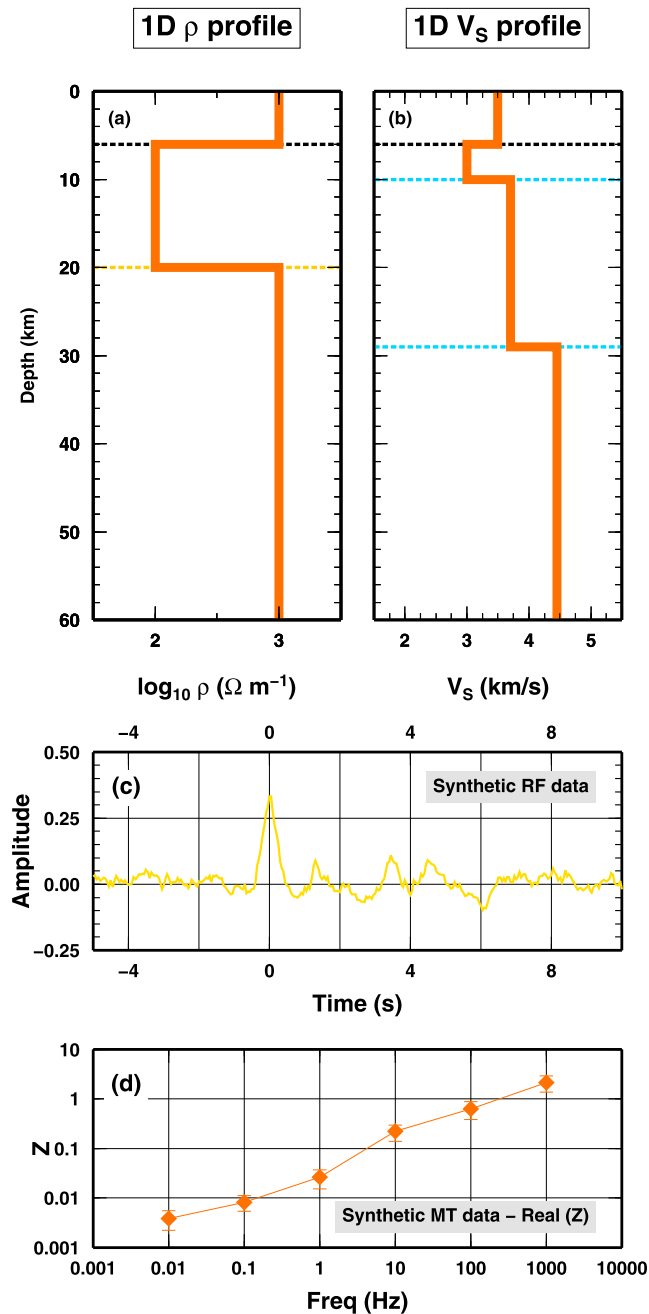 1D ρ profile 1D V_S profile
(a) (b)
0
10
20
30
40
50
60
Depth (km)
2 3 2 3 4 5
log₁₀ ρ (Ω m⁻¹) V_S (km/s)
−4 0 4 8
0.50
0.25
0.00
−0.25
Amplitude
(c) Synthetic RF data
−4 0 4 8
Time (s)
10
1
0.1
0.01
0.001
Z
(d)
Synthetic MT data − Real (Z)
0.001 0.01 0.1 1 10 100 1000 10000
Freq (Hz)